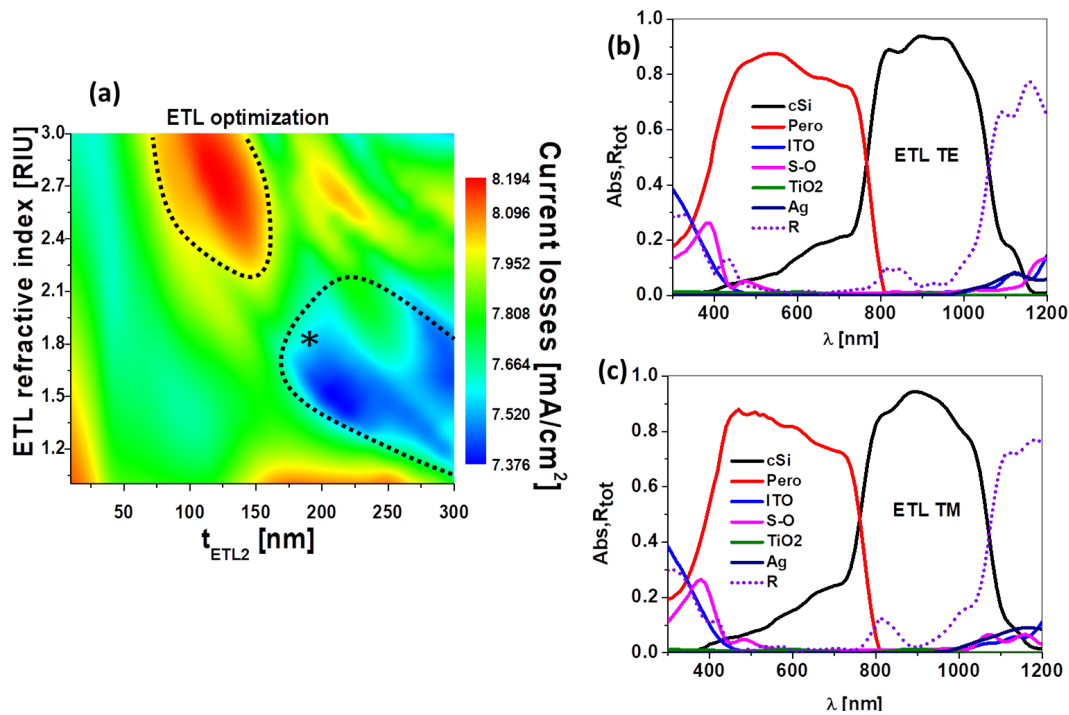 (a)
ETL optimization
ETL refractive index [RIU]
3.0
2.7
2.4
2.1
1.8
1.5
1.2
*
50 100 150 200 250 300
t_ETL2 [nm]
8.194
8.096
7.952
7.808
7.664
7.520
7.376
Current losses [mA/cm²]
(b)
Abs,R_tot
1.0
0.8
0.6
0.4
0.2
0.0
cSi
Pero
ITO
S-O
TiO2
Ag
R
ETL TE
400 600 800 1000 1200
λ [nm]
(c)
Abs,R_tot
1.0
0.8
0.6
0.4
0.2
0.0
cSi
Pero
ITO
S-O
TiO2
Ag
R
ETL TM
400 600 800 1000 1200
λ [nm]